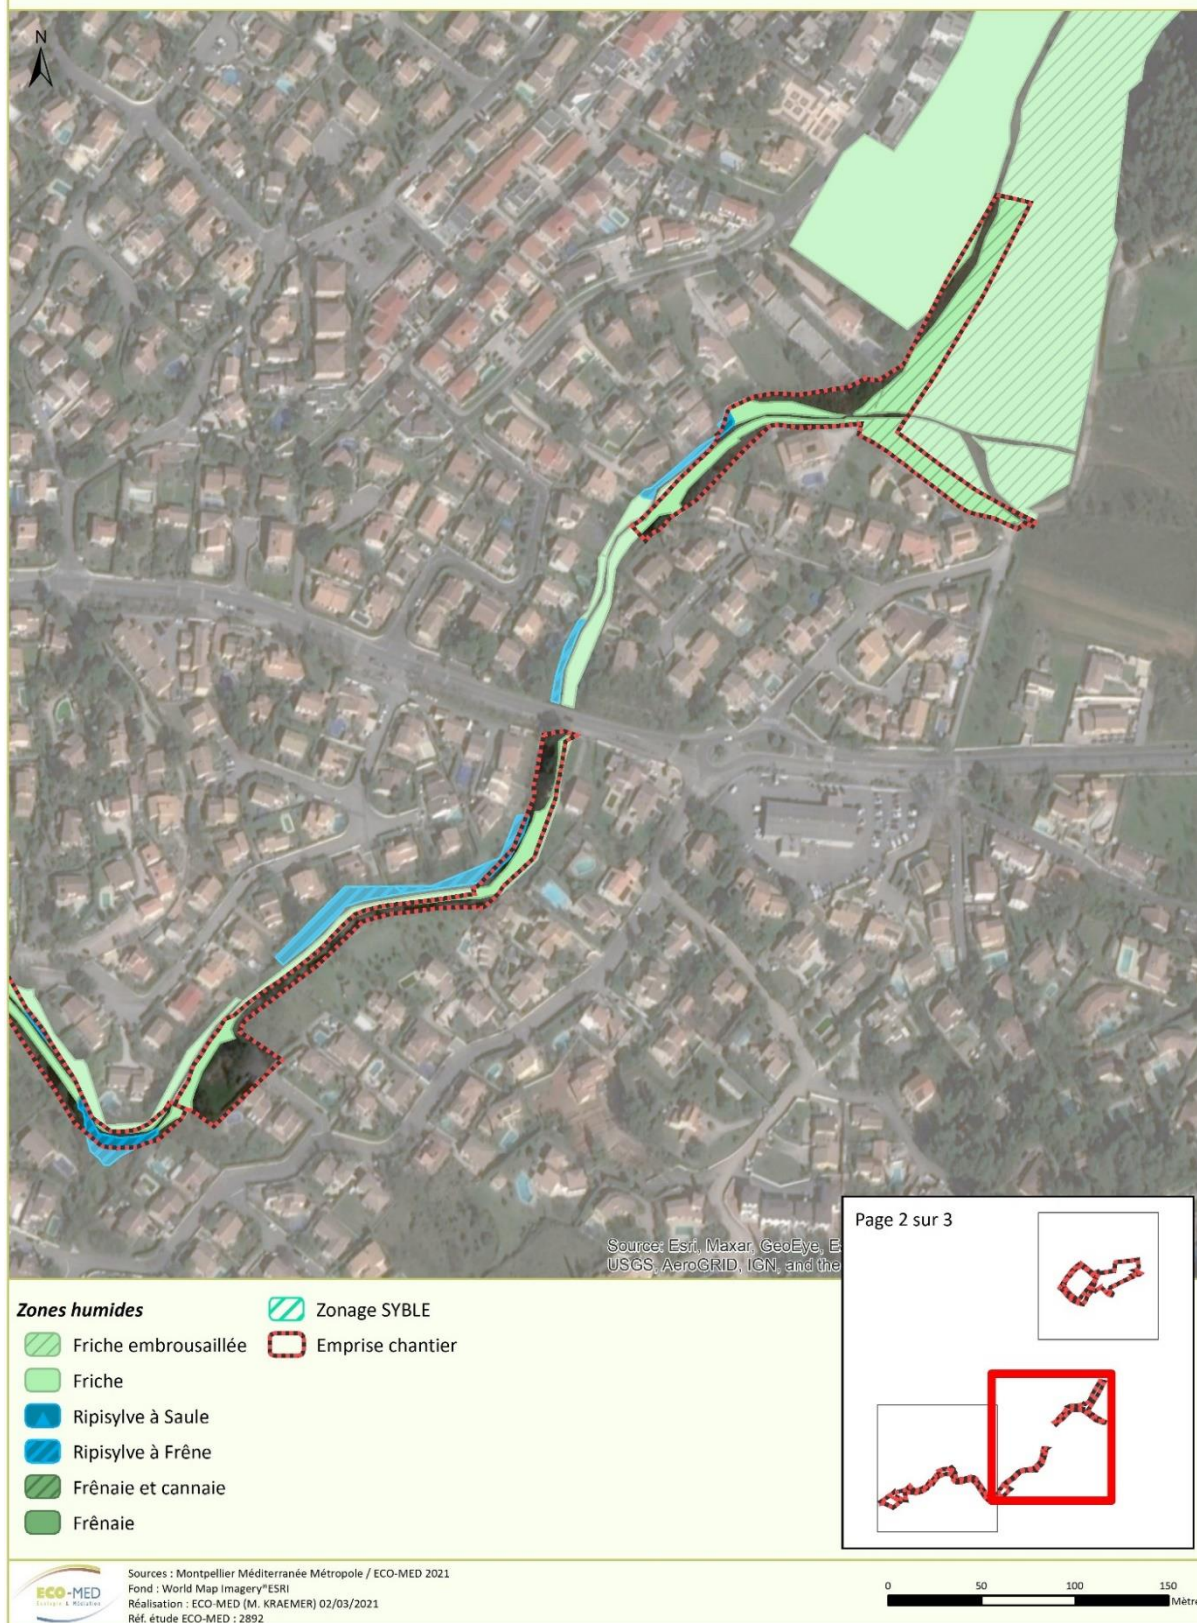 N
Source: Esri, Maxar, GeoEye, E
USGS, AeroGRID, IGN, and the
Page 2 sur 3
Zones humides
Friche embrousaillée
Friche
Ripisylve à Saule
Ripisylve à Frêne
Frênaie et cannaie
Frênaie
Zonage SYBLE
Emprise chantier
ECO-MED
Ecologie & Médiation
Sources : Montpellier Méditerranée Métropole / ECO-MED 2021
Fond : World Map Imagery®ESRI
Réalisation : ECO-MED (M. KRAEMER) 02/03/2021
Réf. étude ECO-MED : 2892
0 50 100 150
Mètre